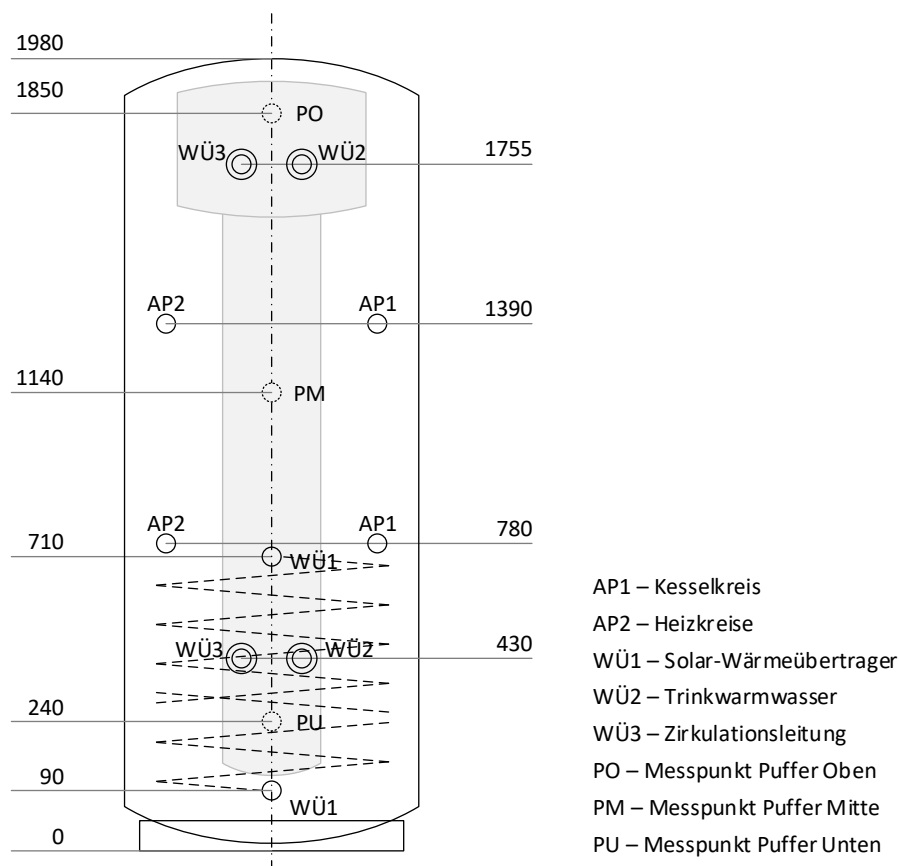 1980
1850
PO
WÜ3
WÜ2
1755
AP2
AP1
1390
1140
PM
AP2
AP1
780
710
WÜ1
WÜ3
WÜ2
430
240
PU
90
WÜ1
0
AP1 – Kesselkreis
AP2 – Heizkreise
WÜ1 – Solar-Wärmeübertrager
WÜ2 – Trinkwarmwasser
WÜ3 – Zirkulationsleitung
PO – Messpunkt Puffer Oben
PM – Messpunkt Puffer Mitte
PU – Messpunkt Puffer Unten